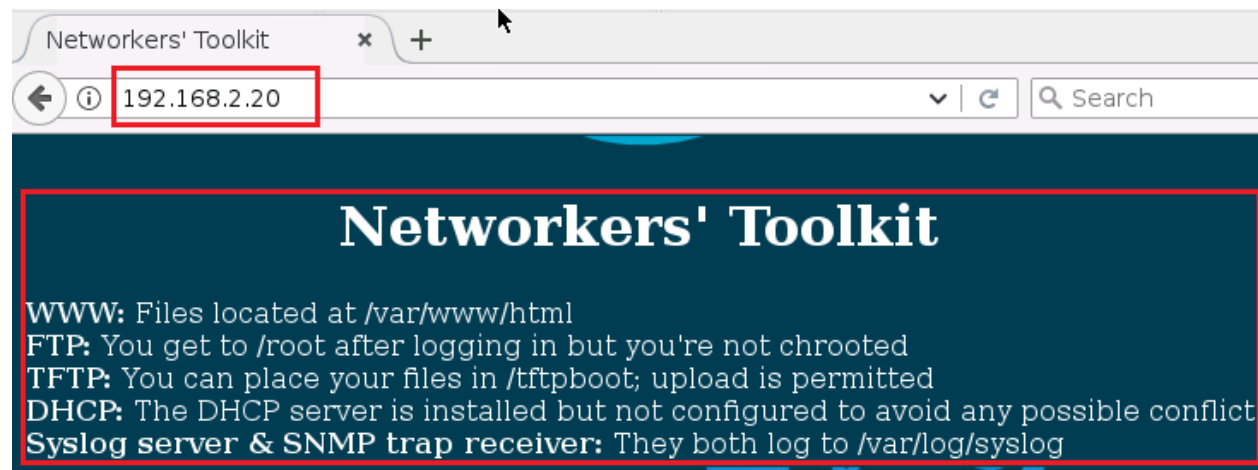 Networkers' Toolkit
192.168.2.20
Search
Networkers' Toolkit
WWW: Files located at /var/www/html
FTP: You get to /root after logging in but you're not chrooted
TFTP: You can place your files in /tftpboot; upload is permitted
DHCP: The DHCP server is installed but not configured to avoid any possible conflict
Syslog server & SNMP trap receiver: They both log to /var/log/syslog